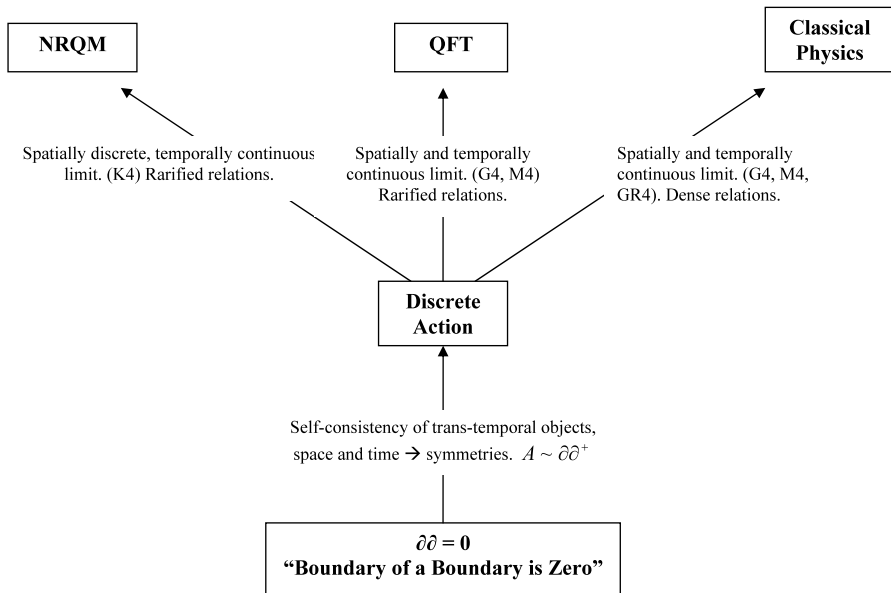 NRQM
QFT
Classical
Physics
Spatially discrete, temporally continuous
limit. (K4) Rarified relations.
Spatially and temporally
continuous limit. (G4, M4)
Rarified relations.
Spatially and temporally
continuous limit. (G4, M4,
GR4). Dense relations.
Discrete
Action
Self-consistency of trans-temporal objects,
space and time → symmetries. A ~ ∂∂⁺
∂∂ = 0
“Boundary of a Boundary is Zero”